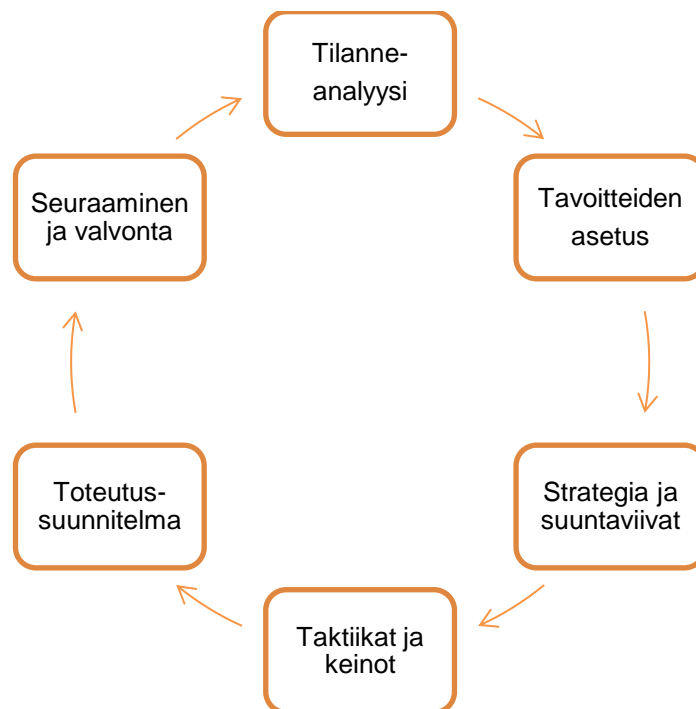 Tilanne-
analyysi
Tavoitteiden
asetus
Strategia ja
suuntaviivat
Taktiikat ja
keinot
Toteutus-
suunnitelma
Seuraaminen
ja valvonta